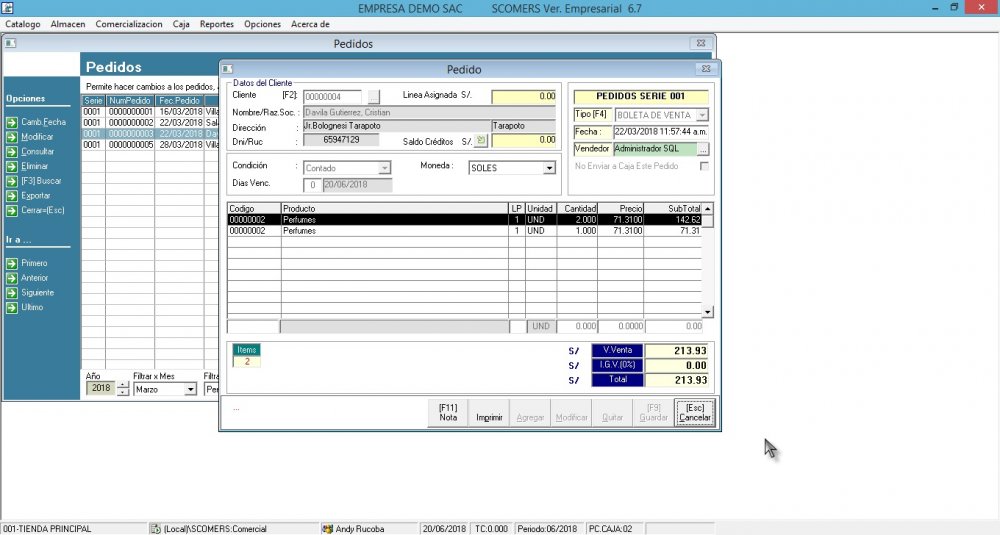 EMPRESA DEMO SAC SCOMERS Ver. Empresarial 6.7
Catalogo Almacen Comercializacion Caja Reportes Opciones Acerca de
Pedidos
Pedidos
Permite hacer cambios a los pedidos,
Opciones
Camb.Fecha
Modificar
Consultar
Eliminar
[F3] Buscar
Exportar
Cerrar=(Esc)
Ir a ...
Primero
Anterior
Siguiente
Ultimo
Serie NumPedido Fec.Pedido
0001 0000000001 16/03/2018 Villa
0001 0000000002 22/03/2018 Sala
0001 0000000003 22/03/2018 Da
0001 0000000005 28/03/2018 Villa
Año Filtrar x Mes Filtra
2018 Marzo Per
Pedido
Datos del Cliente
Cliente [F2]: 00000004 Linea Asignada S/. 0.00
Nombre/Raz.Soc. : Davila Gutierrez, Cristian
Dirección : Jr.Bolognesi Tarapoto Tarapoto
Dni/Ruc : 65947129 Saldo Créditos S/. 0.00
PEDIDOS SERIE 001
Tipo [F4] BOLETA DE VENTA
Fecha : 22/03/2018 11:57:44 a.m.
Vendedor Administrador SQL ...
No Enviar a Caja Este Pedido
Condición : Contado Moneda : SOLES
Dias Venc. 0 20/06/2018
Codigo Producto LP Unidad Cantidad Precio SubTotal
00000002 Perfumes 1 UND 2.000 71.3100 142.62
00000002 Perfumes 1 UND 1.000 71.3100 71.31
UND 0.000 0.0000 0.00
Items
2
S/ V.Venta 213.93
S/ I.G.V.(0%) 0.00
S/ Total 213.93
...
[F11] Nota
Imprimir
Agregar
Modificar
Quitar
[F9] Guardar
[Esc] Cancelar
001-TIENDA PRINCIPAL (Local)\SCOMERS:Comercial Andy Rucoba 20/06/2018 TC:0.000 Periodo:06/2018 PC.CAJA:02